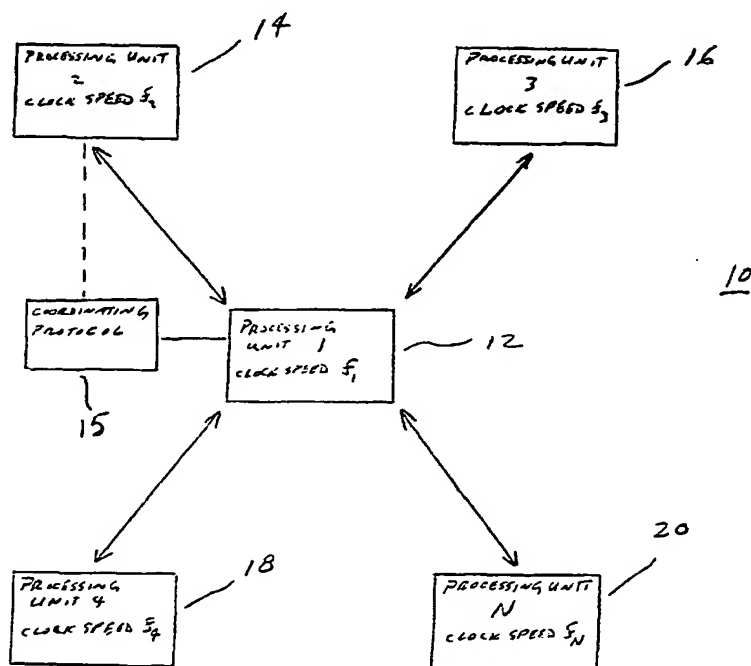 14
PROCESSING UNIT
2
CLOCK SPEED f₂
PROCESSING UNIT
3
CLOCK SPEED f₃
16
10
COORDINATING
PROTOCOL
15
PROCESSING
UNIT 1
CLOCK SPEED f₁
12
PROCESSING
UNIT 4
CLOCK SPEED f₄
18
PROCESSING UNIT
N
CLOCK SPEED f_N
20